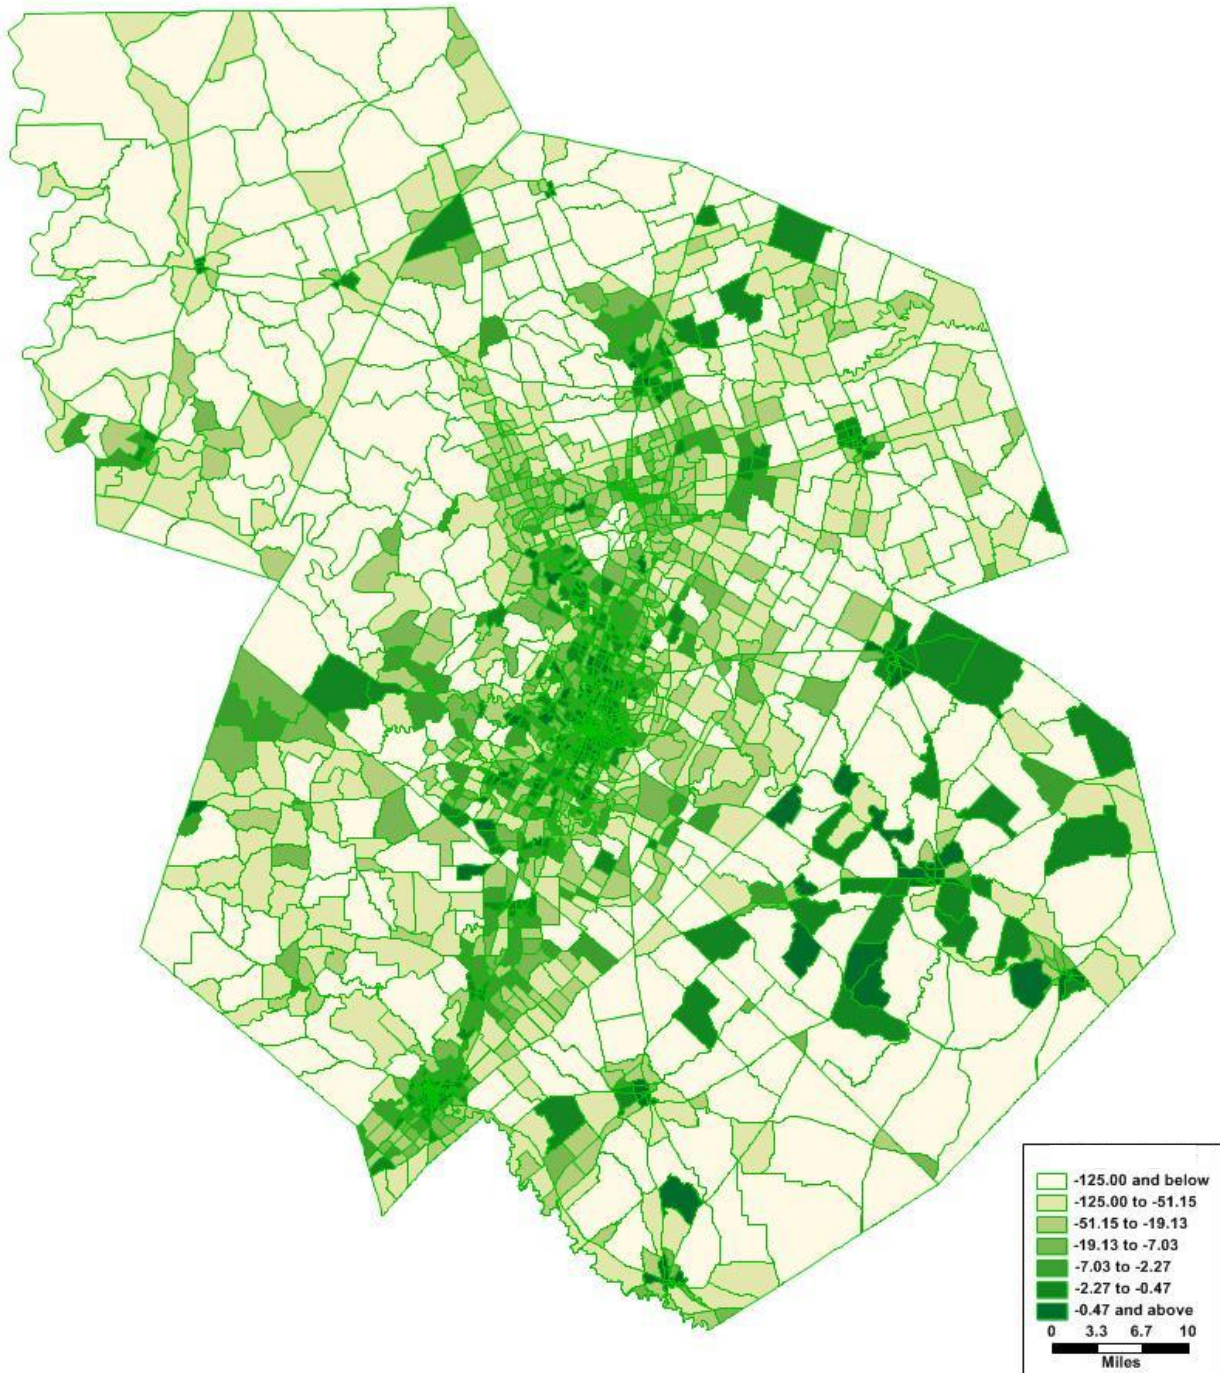 -125.00 and below
-125.00 to -51.15
-51.15 to -19.13
-19.13 to -7.03
-7.03 to -2.27
-2.27 to -0.47
-0.47 and above
0 3.3 6.7 10
Miles